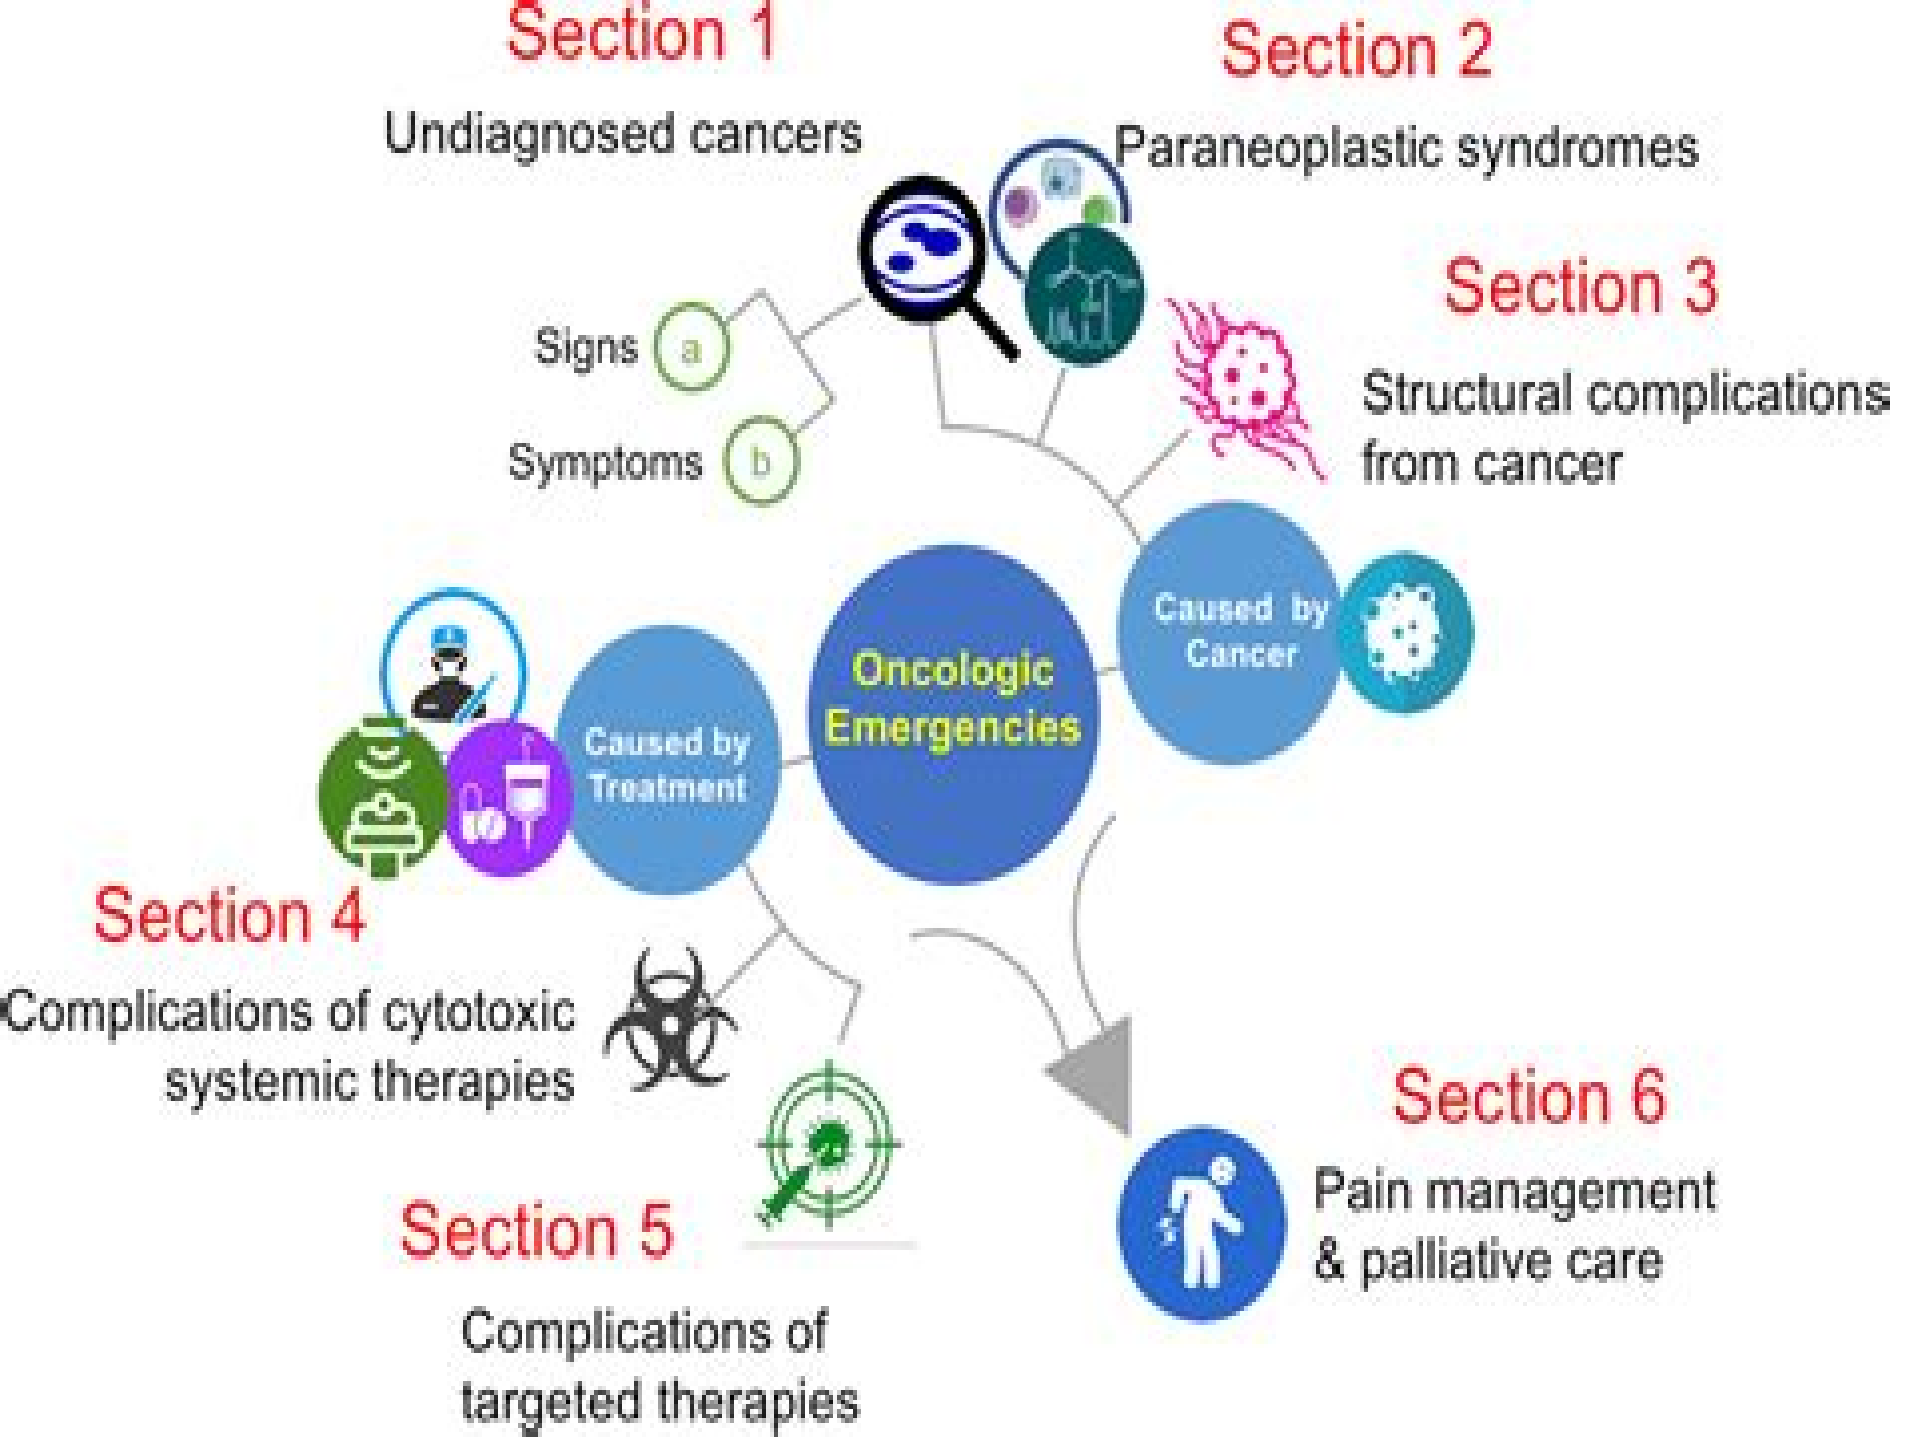 Section 1
Undiagnosed cancers
Section 2
Paraneoplastic syndromes
Section 3
Structural complications
from cancer
Signs a
Symptoms b
Caused by
Cancer
Oncologic
Emergencies
Caused by
Treatment
Section 4
Complications of cytotoxic
systemic therapies
Section 5
Complications of
targeted therapies
Section 6
Pain management
& palliative care